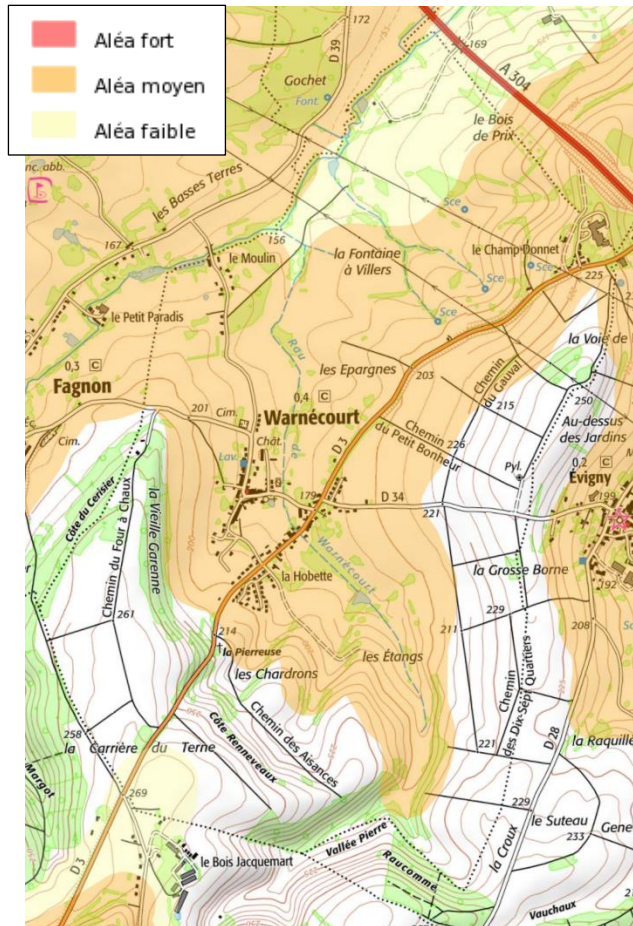 Aléa fort
Aléa moyen
Aléa faible
172
D 39
Gochet
Font.
169
A 304
le Bois
de Prix
nc. abb.
les Basses Terres
Sce
167
156
le Moulin
la Fontaine
à Villers
le Champ Donnet
Sce
Sce
225
le Petit Paradis
Sce
Rau
la Voie de
0,3 C
Fagnon
les Epargnes
203
Chemin
du Gauval
215
250
0,4 C
Warnécourt
201
Cim.
Cim.
Chât.
Lav.
D 3
Chemin
du Petit Bonheur
226
Au-dessus
des Jardins
0,2 C
Évigny
Pyl.
de
179
D 34
221
199
Côte du Cerisier
la Vieille Garenne
Chemin du Four à Chaux
Warnécourt
la Hobette
la Grosse Borne
192
229
261
211
208
214
la Pierreuse
les Chardrons
les Étangs
Chemin
des Dix-Sept Quartiers
Chemin des Aisances
Côte Renneveaux
258
la Carrière du Terne
221
D 28
la Raquille
Margot
269
229
le Suteau
233
Gene
D 3
le Bois Jacquemart
Vallée Pierre
Raucomme
la Croux
Vauchaux